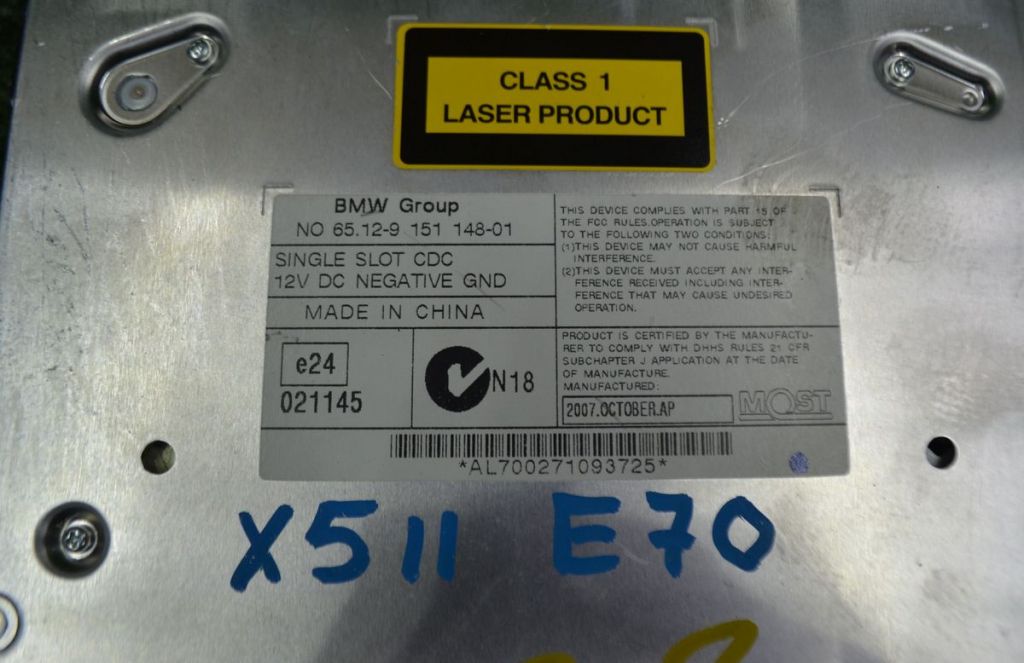 CLASS 1
LASER PRODUCT
BMW Group
NO 65.12-9 151 148-01
SINGLE SLOT CDC
12V DC NEGATIVE GND
MADE IN CHINA
e24
021145
N18
THIS DEVICE COMPLIES WITH PART 15 OF
THE FCC RULES.OPERATION IS SUBJECT
TO THE FOLLOWING TWO CONDITIONS:
(1)THIS DEVICE MAY NOT CAUSE HARMFUL
INTERFERENCE.
(2)THIS DEVICE MUST ACCEPT ANY INTER-
FERENCE RECEIVED INCLUDING INTER-
FERENCE THAT MAY CAUSE UNDESIRED
OPERATION.
PRODUCT IS CERTIFIED BY THE MANUFACTU-
RER TO COMPLY WITH DHHS RULES 21 CFR
SUBCHAPTER J APPLICATION AT THE DATE
OF MANUFACTURE.
MANUFACTURED:
2007.OCTOBER.AP
MOST
*AL700271093725*
X5 11 E70